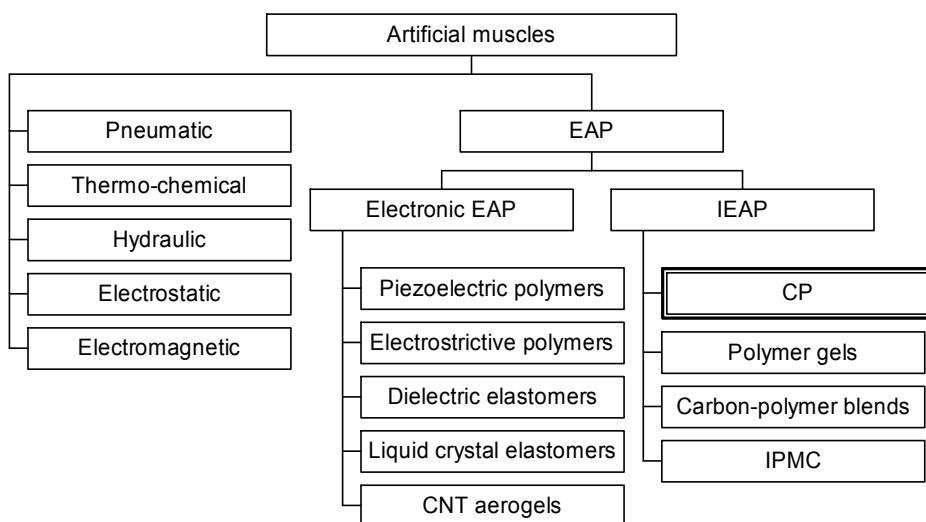 Artificial muscles
Pneumatic
Thermo-chemical
Hydraulic
Electrostatic
Electromagnetic
EAP
Electronic EAP
Piezoelectric polymers
Electrostrictive polymers
Dielectric elastomers
Liquid crystal elastomers
CNT aerogels
IEAP
CP
Polymer gels
Carbon-polymer blends
IPMC